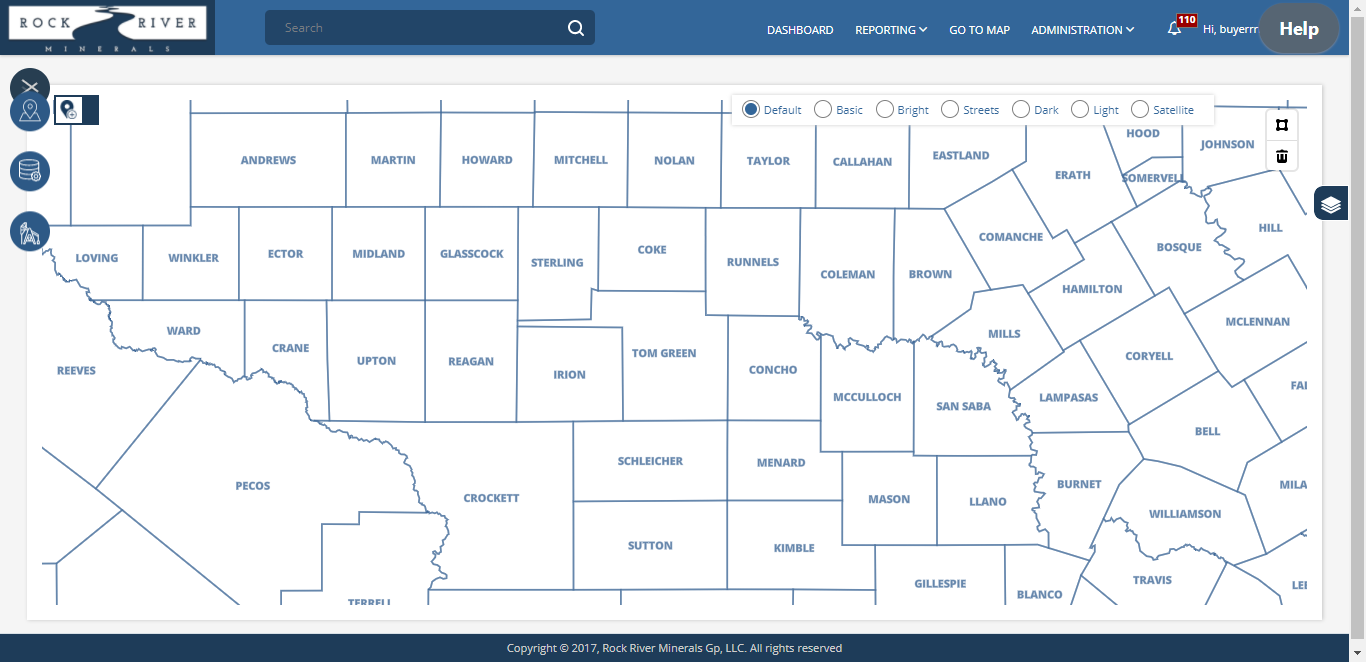 ROCK RIVER
MINERALS
Search
DASHBOARD
REPORTING
GO TO MAP
ADMINISTRATION
110
Hi, buyerrr
Help
Default
Basic
Bright
Streets
Dark
Light
Satellite
HOOD
JOHNSON
ANDREWS
MARTIN
HOWARD
MITCHELL
NOLAN
TAYLOR
CALLAHAN
EASTLAND
ERATH
SOMERVELL
LOVING
WINKLER
ECTOR
MIDLAND
GLASSCOCK
STERLING
COKE
RUNNELS
COLEMAN
BROWN
COMANCHE
BOSQUE
HILL
HAMILTON
WARD
CRANE
UPTON
REAGAN
IRION
TOM GREEN
CONCHO
MILLS
MCLENNAN
CORYELL
REEVES
MCCULLOCH
SAN SABA
LAMPASAS
FAI
BELL
PECOS
CROCKETT
SCHLEICHER
MENARD
MASON
LLANO
BURNET
MILA
WILLIAMSON
SUTTON
KIMBLE
GILLESPIE
BLANCO
TRAVIS
LEI
TERRELL
Copyright © 2017, Rock River Minerals Gp, LLC. All rights reserved